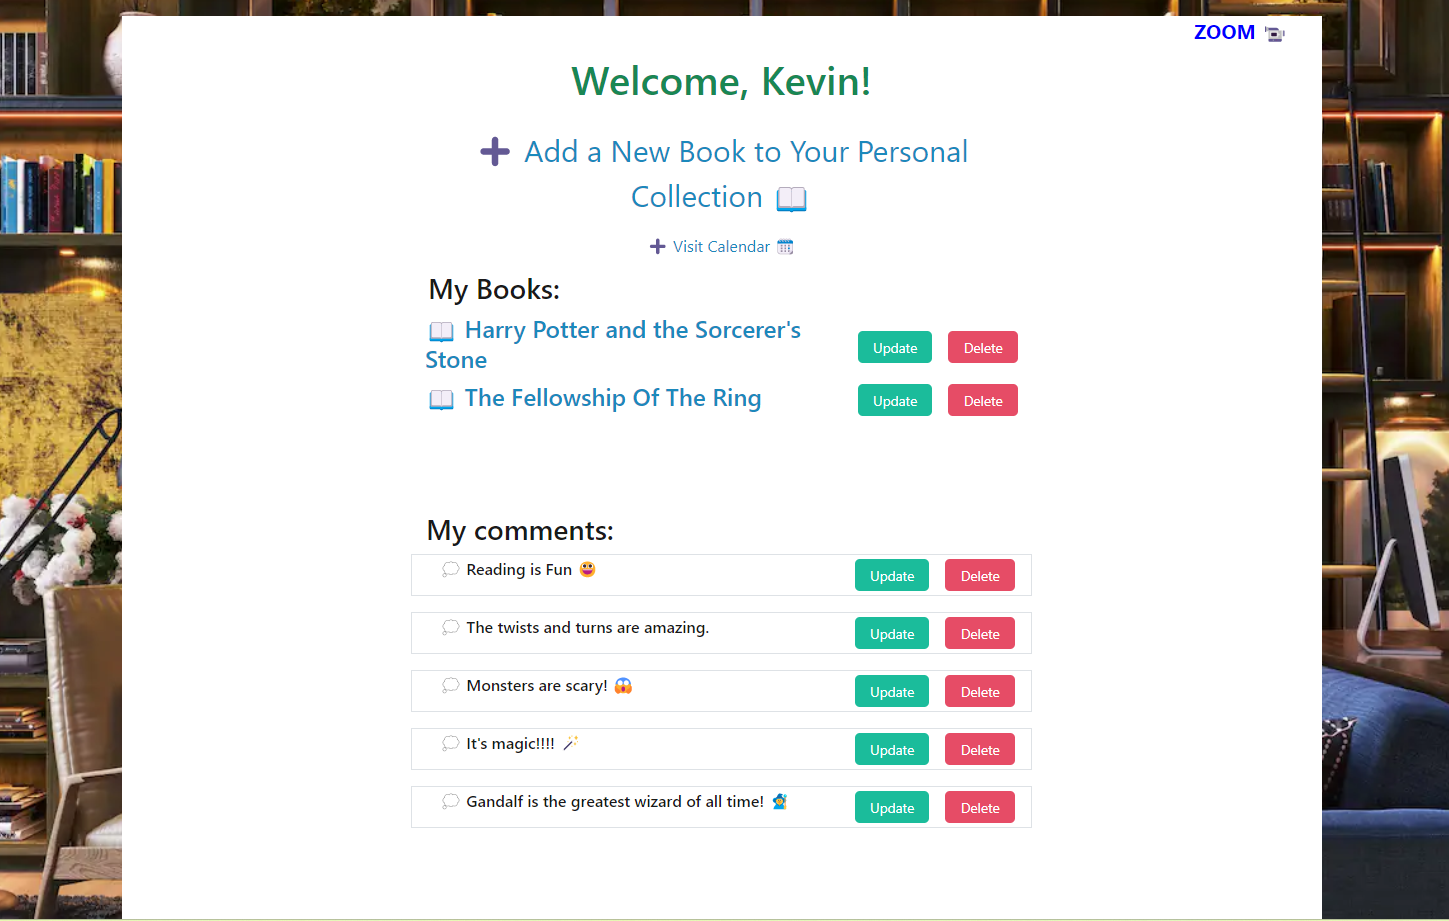 ZOOM
Welcome, Kevin!
Add a New Book to Your Personal
Collection
Visit Calendar
My Books:
Harry Potter and the Sorcerer's
Stone
Update Delete
The Fellowship Of The Ring Update Delete
My comments:
Reading is Fun Update Delete
The twists and turns are amazing. Update Delete
Monsters are scary! Update Delete
It's magic!!!! Update Delete
Gandalf is the greatest wizard of all time! Update Delete